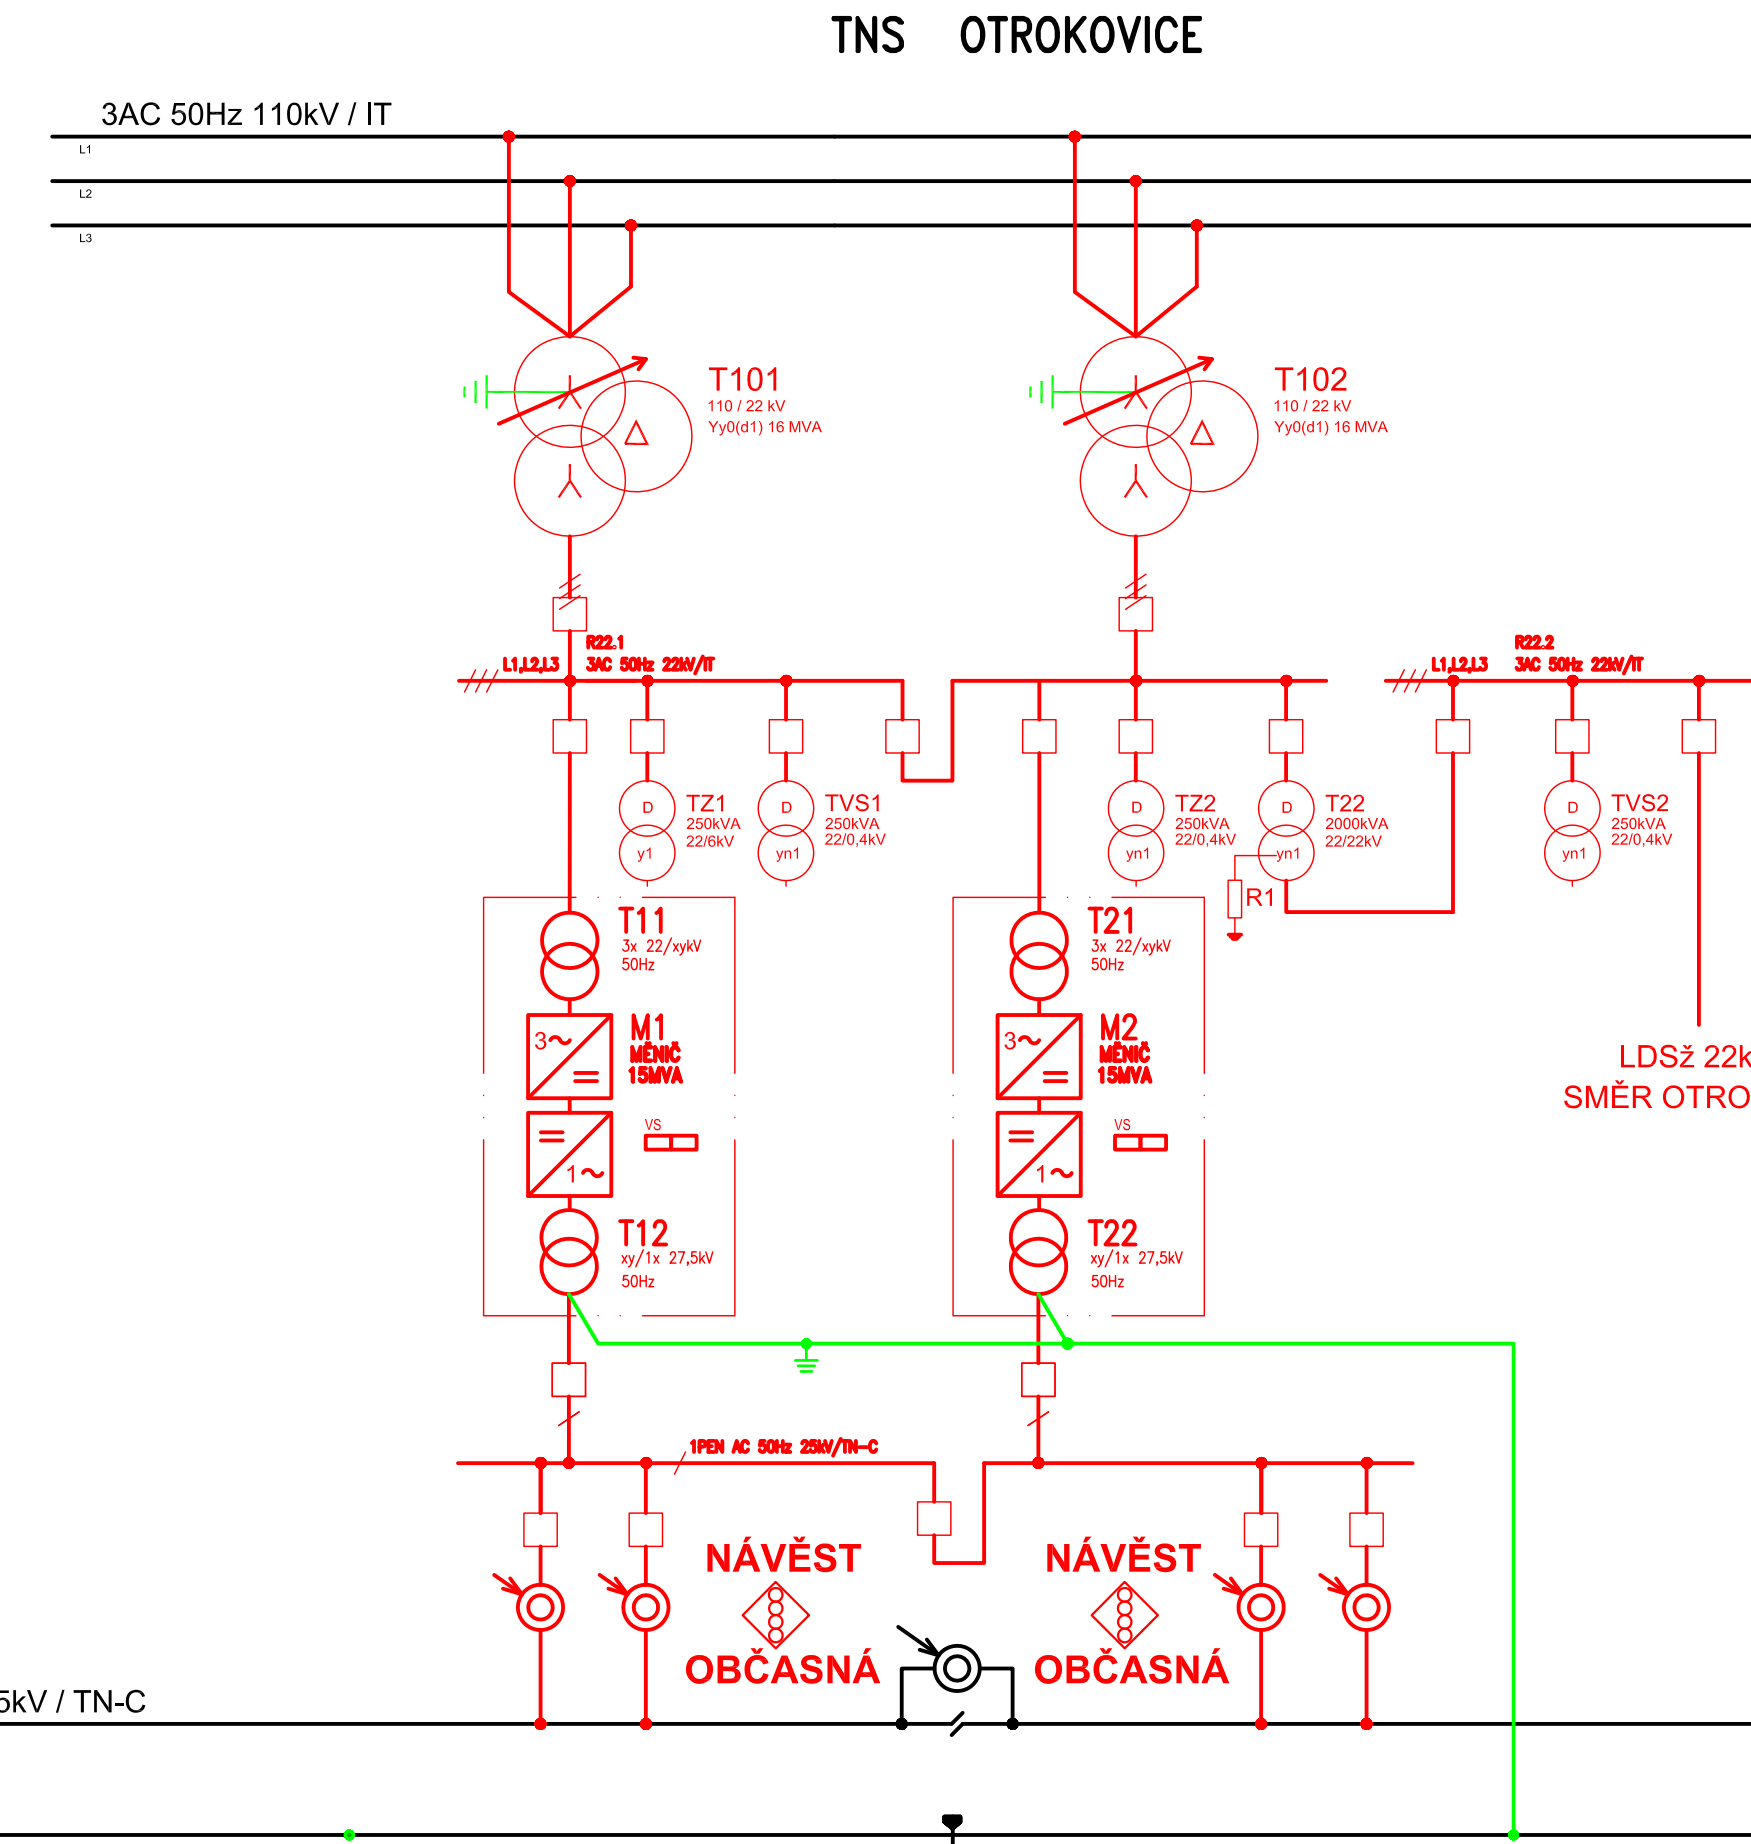 TNS OTROKOVICE
3AC 50Hz 110kV / IT
L1
L2
L3
T101
110 / 22 kV
Yy0(d1) 16 MVA
T102
110 / 22 kV
Yy0(d1) 16 MVA
R22.1
L1,L2,L3 3AC 50Hz 22kV/IT
R22.2
L1,L2,L3 3AC 50Hz 22kV/IT
D
y1
TZ1
250kVA
22/6kV
D
yn1
TVS1
250kVA
22/0,4kV
D
yn1
TZ2
250kVA
22/0,4kV
D
yn1
T22
2000kVA
22/22kV
R1
D
yn1
TVS2
250kVA
22/0,4kV
T11
3x 22/xykV
50Hz
T21
3x 22/xykV
50Hz
3
M1
MĚNIČ
15MVA
3
M2
MĚNIČ
15MVA
LDSž 22k
SMĚR OTRO
VS
1
VS
1
T12
xy/1x 27,5kV
50Hz
T22
xy/1x 27,5kV
50Hz
1PEN AC 50Hz 25kV/TN-C
NÁVĚST
OBČASNÁ
NÁVĚST
OBČASNÁ
5kV / TN-C